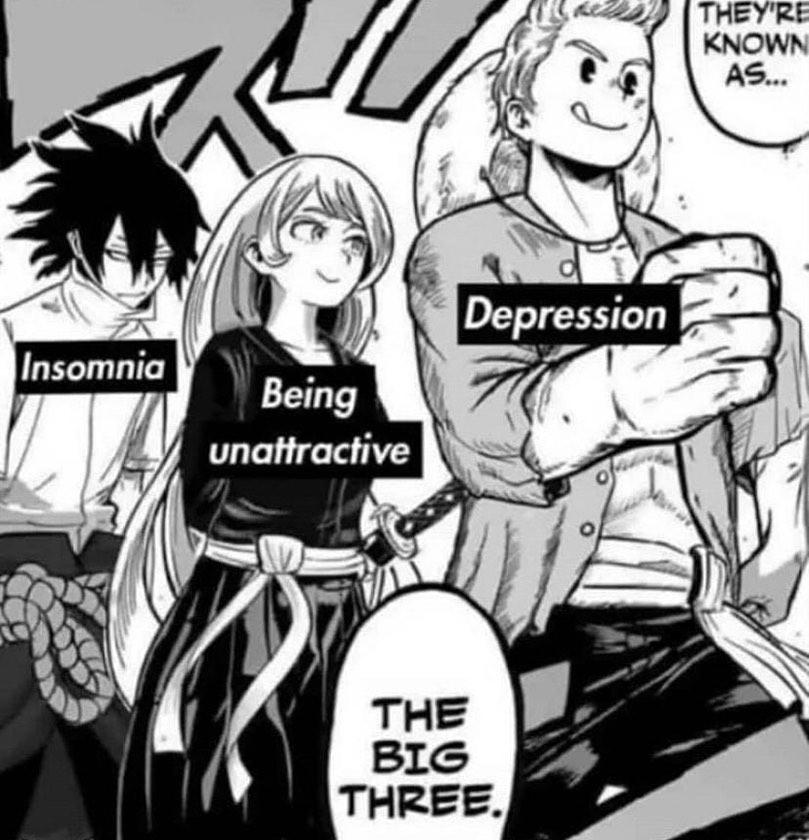 THEY'RE
KNOWN
AS...
Depression
Insomnia
Being
unattractive
THE
BIG
THREE.